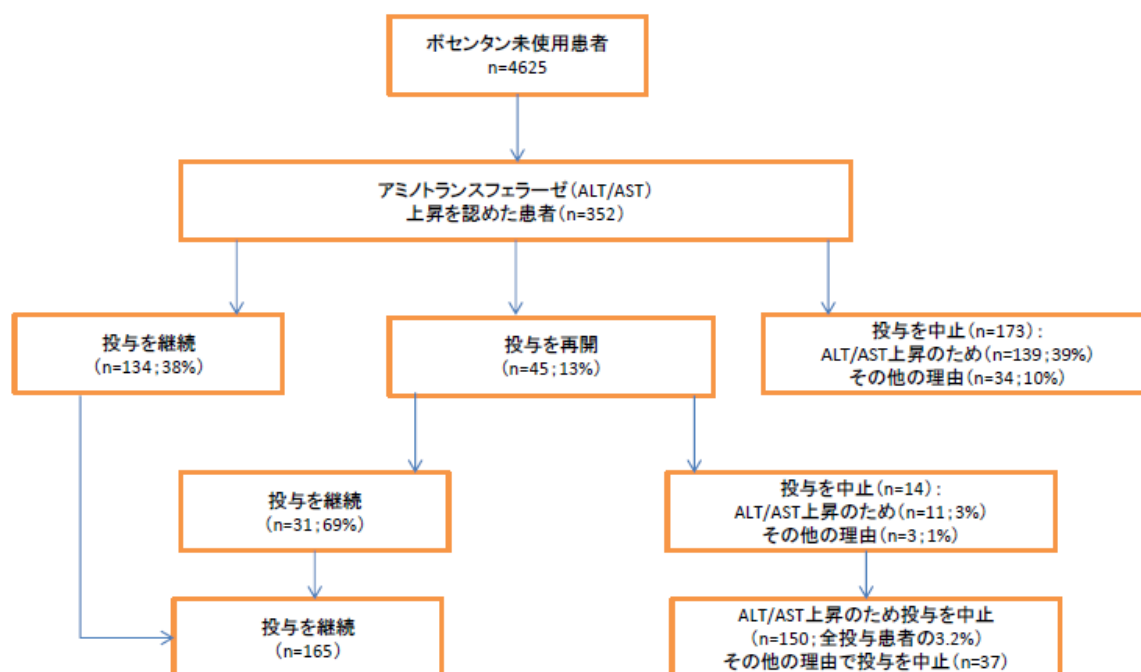 ボセンタン未使用患者
n=4625
アミノトランスフェラーゼ(ALT/AST)
上昇を認めた患者(n=352)
投与を継続
(n=134;38%)
投与を再開
(n=45;13%)
投与を中止(n=173):
ALT/AST上昇のため(n=139;39%)
その他の理由(n=34;10%)
投与を継続
(n=31;69%)
投与を中止(n=14):
ALT/AST上昇のため(n=11;3%)
その他の理由(n=3;1%)
投与を継続
(n=165)
ALT/AST上昇のため投与を中止
(n=150;全投与患者の3.2%)
その他の理由で投与を中止(n=37)